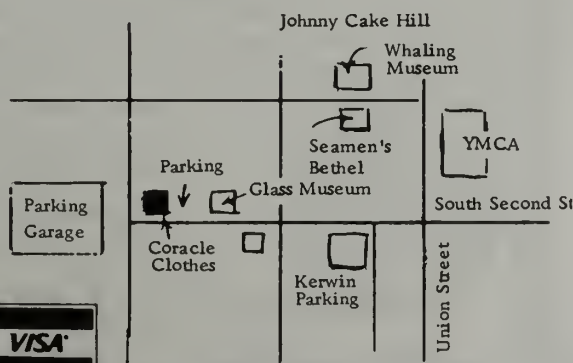 Johnny Cake Hill
Whaling
Museum
Seamen's
Bethel
YMCA
Parking
Glass Museum
South Second St
Parking
Garage
Coracle
Clothes
Kerwin
Parking
Union Street
VISA